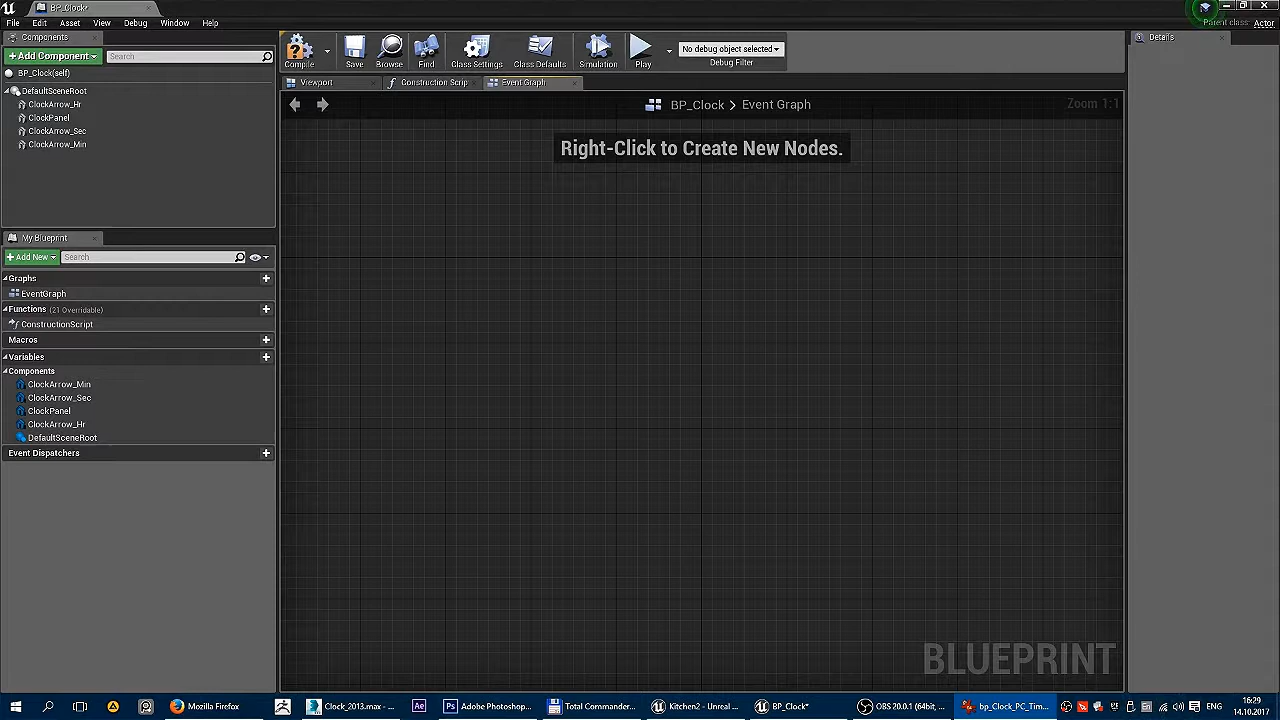 BP_Clock*
File Edit Asset View Debug Window Help
Parent class: Actor
Components
+ Add Component
Search
BP_Clock(self)
DefaultSceneRoot
ClockArrow_Hr
ClockPanel
ClockArrow_Sec
ClockArrow_Min
My Blueprint
+ Add New
Search
Graphs
EventGraph
Functions (21 Overridable)
ConstructionScript
Macros
Variables
Components
ClockArrow_Min
ClockArrow_Sec
ClockPanel
ClockArrow_Hr
DefaultSceneRoot
Event Dispatchers
Compile Save Browse Find Class Settings Class Defaults Simulation Play
No debug object selected
Debug Filter
Viewport
Construction Scrip
Event Graph
BP_Clock > Event Graph
Zoom 1:1
Right-Click to Create New Nodes.
BLUEPRINT
Details
Mozilla Firefox
Clock_2013.max -
Adobe Photoshop...
Total Commander...
Kitchen2 - Unreal ...
BP_Clock*
OBS 20.0.1 (64bit, ...
bp_Clock_PC_Tim...
ENG
16:29
14.10.2017